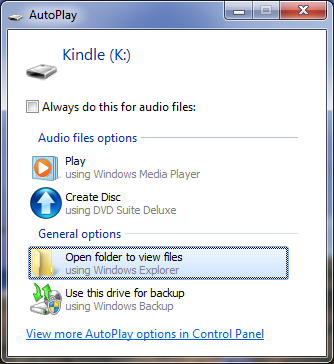 AutoPlay
Kindle (K:)
Always do this for audio files:
Audio files options
Play
using Windows Media Player
Create Disc
using DVD Suite Deluxe
General options
Open folder to view files
using Windows Explorer
Use this drive for backup
using Windows Backup
View more AutoPlay options in Control Panel